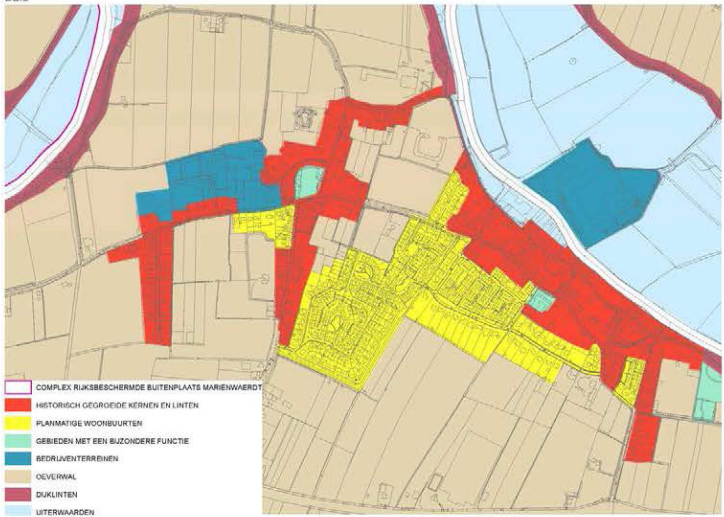 COMPLEX RIJKSBESCHERMDE BUITENPLAATS MARIENWAERDT
HISTORISCH GEGROEIDE KERNEN EN LINTEN
PLANMATIGE WOONBUURTEN
GEBIEDEN MET EEN BIJZONDERE FUNCTIE
BEDRIJVENTERREINEN
OEVERWAL
DIJKLINTEN
UITERWAARDEN